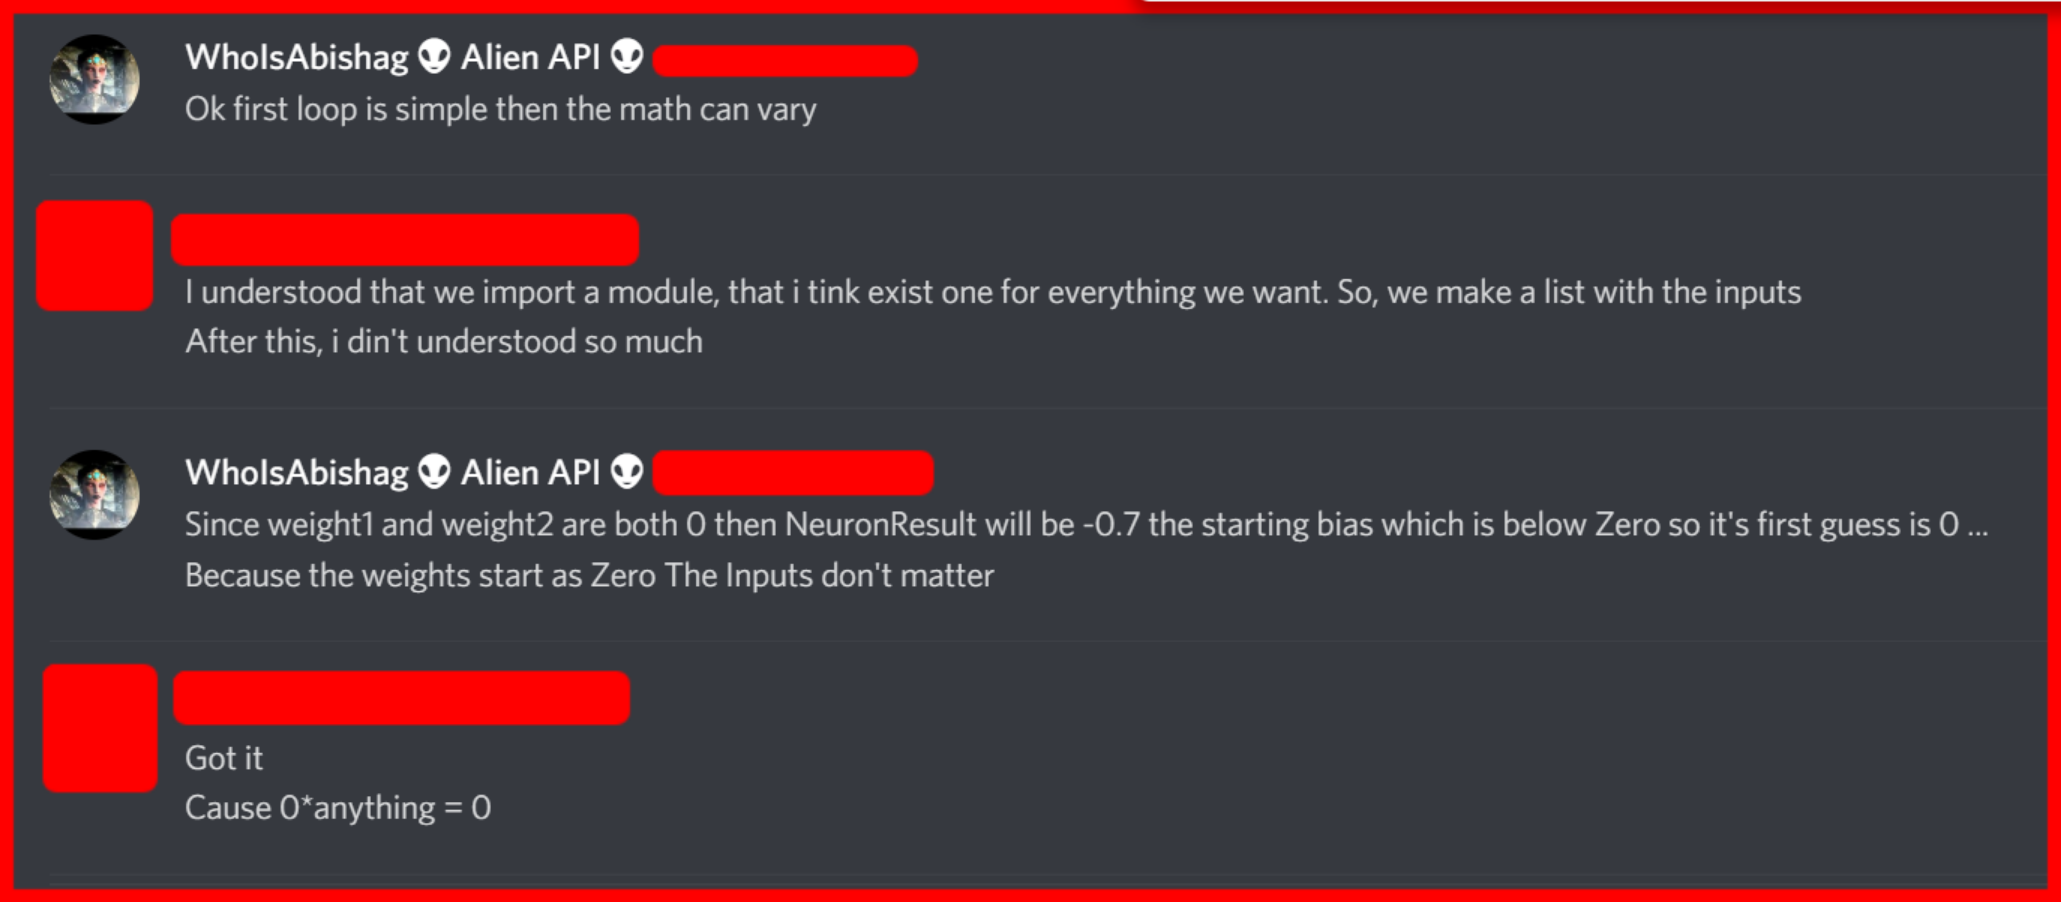 WhoIsAbishag 👽 Alien API 👽
Ok first loop is simple then the math can vary
I understood that we import a module, that i tink exist one for everything we want. So, we make a list with the inputs
After this, i din't understood so much
WhoIsAbishag 👽 Alien API 👽
Since weight1 and weight2 are both 0 then NeuronResult will be -0.7 the starting bias which is below Zero so it's first guess is 0 ...
Because the weights start as Zero The Inputs don't matter
Got it
Cause 0*anything = 0